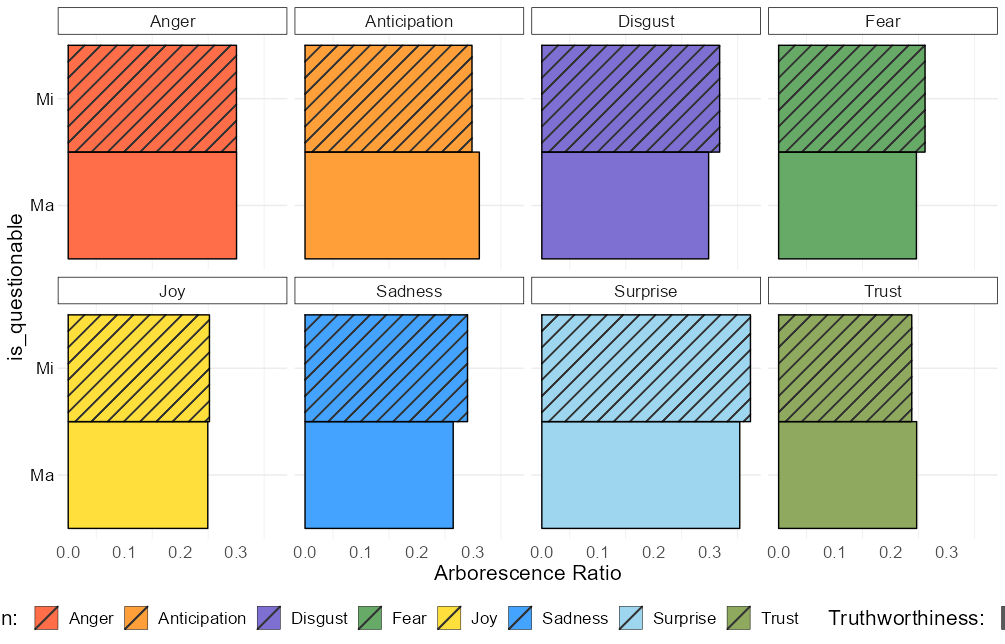 Anger Anticipation Disgust Fear
Mi
Ma
is_questionable
Joy Sadness Surprise Trust
Mi
Ma
0.0 0.1 0.2 0.3 0.0 0.1 0.2 0.3 0.0 0.1 0.2 0.3 0.0 0.1 0.2 0.3
Arborescence Ratio
n: Anger Anticipation Disgust Fear Joy Sadness Surprise Trust Truthworthiness: